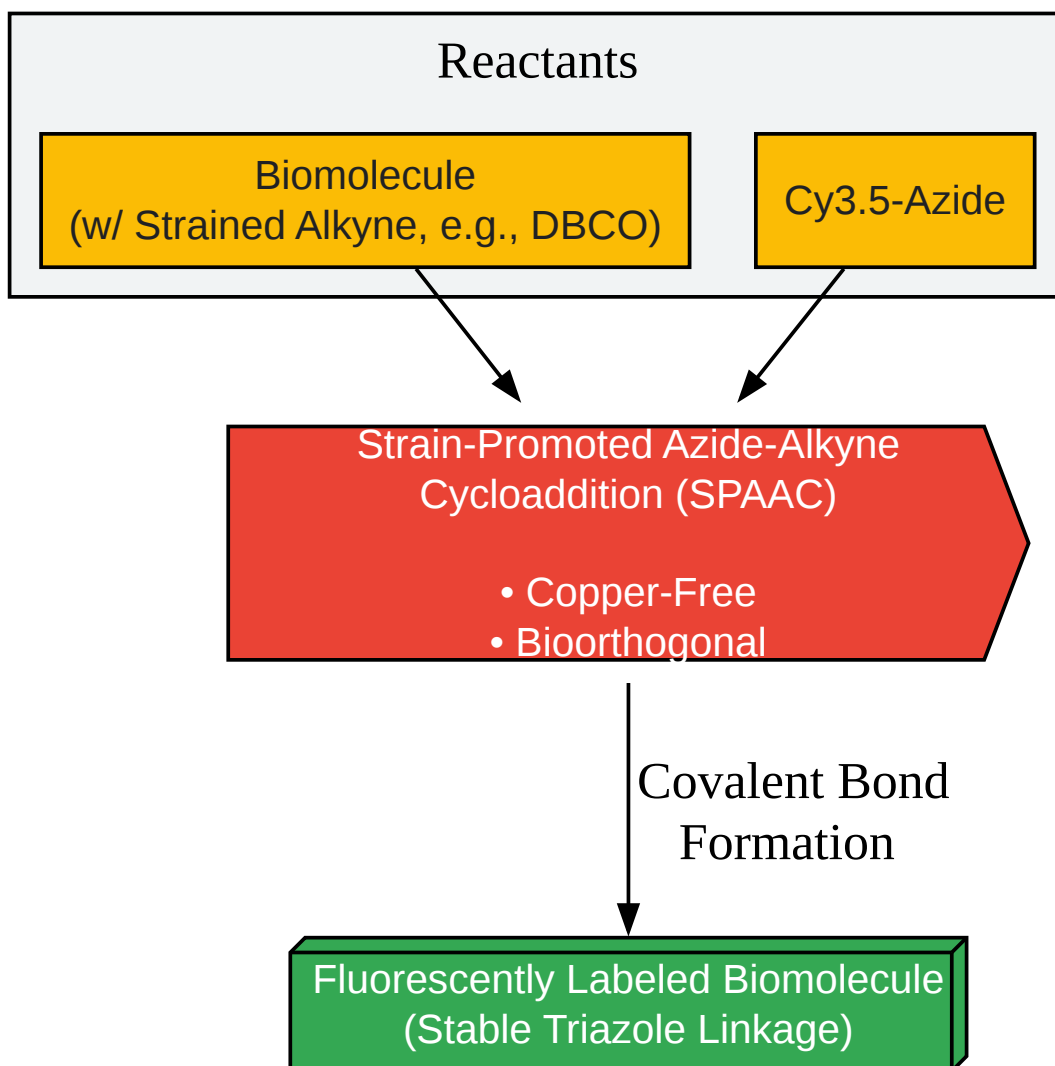 Reactants
Biomolecule
(w/ Strained Alkyne, e.g., DBCO)
Cy3.5-Azide
Strain-Promoted Azide-Alkyne
Cycloaddition (SPAAC)
• Copper-Free
• Bioorthogonal
Covalent Bond
Formation
Fluorescently Labeled Biomolecule
(Stable Triazole Linkage)